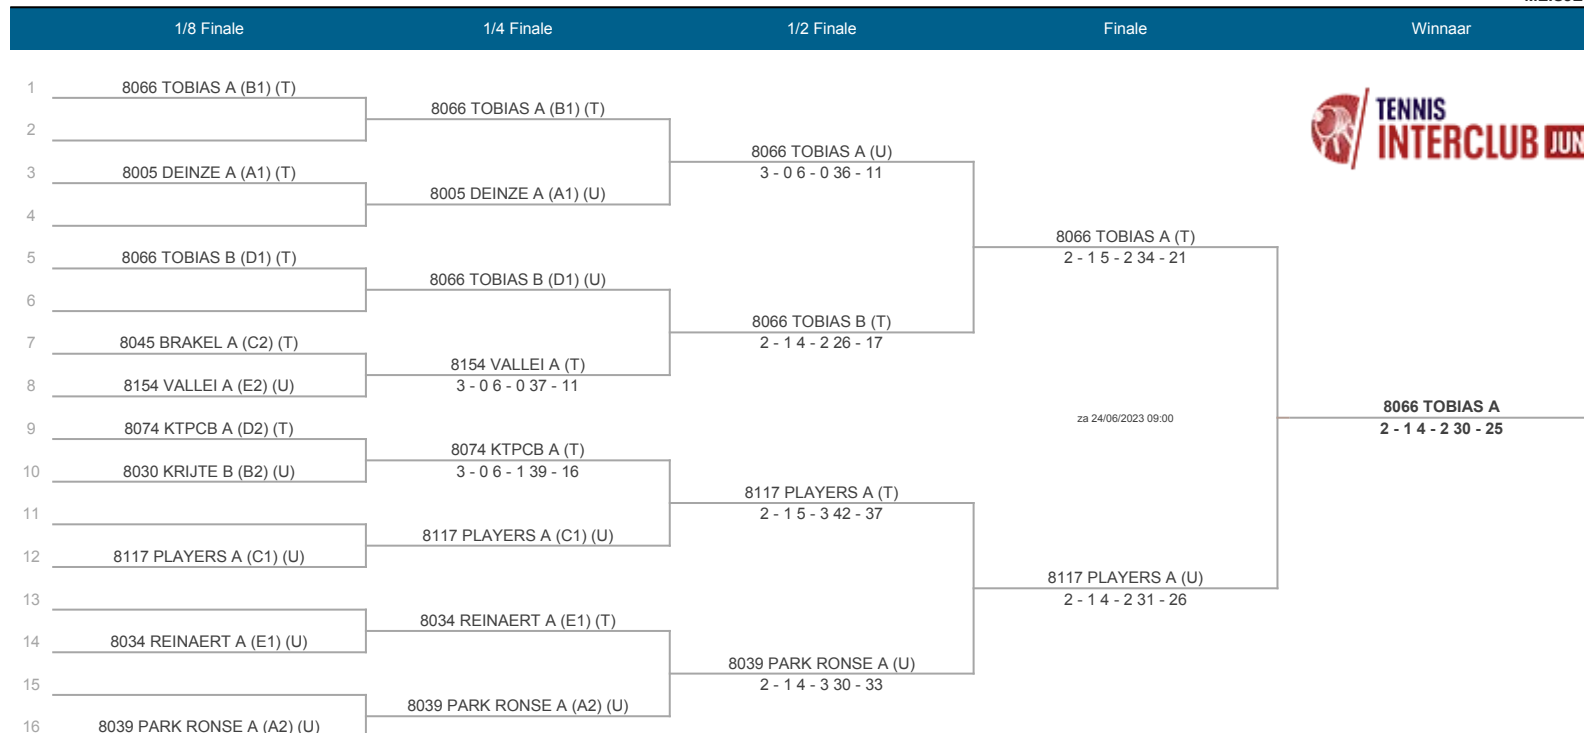 1/8 Finale 1/4 Finale 1/2 Finale Finale Winnaar
1 8066 TOBIAS A (B1) (T)
8066 TOBIAS A (B1) (T)
2
8066 TOBIAS A (U)
3 - 0 6 - 0 36 - 11
3 8005 DEINZE A (A1) (T)
8005 DEINZE A (A1) (U)
4
TENNIS
INTERCLUB JUN
8066 TOBIAS A (T)
2 - 1 5 - 2 34 - 21
5 8066 TOBIAS B (D1) (T)
8066 TOBIAS B (D1) (U)
6
8066 TOBIAS B (T)
2 - 1 4 - 2 26 - 17
7 8045 BRAKEL A (C2) (T)
8154 VALLEI A (T)
3 - 0 6 - 0 37 - 11
8 8154 VALLEI A (E2) (U)
za 24/06/2023 09:00
8066 TOBIAS A
2 - 1 4 - 2 30 - 25
9 8074 KTPCB A (D2) (T)
8074 KTPCB A (T)
3 - 0 6 - 1 39 - 16
10 8030 KRIJTE B (B2) (U)
8117 PLAYERS A (T)
2 - 1 5 - 3 42 - 37
11
8117 PLAYERS A (C1) (U)
12 8117 PLAYERS A (C1) (U)
8117 PLAYERS A (U)
2 - 1 4 - 2 31 - 26
13
8034 REINAERT A (E1) (T)
14 8034 REINAERT A (E1) (U)
8039 PARK RONSE A (U)
2 - 1 4 - 3 30 - 33
15
8039 PARK RONSE A (A2) (U)
16 8039 PARK RONSE A (A2) (U)